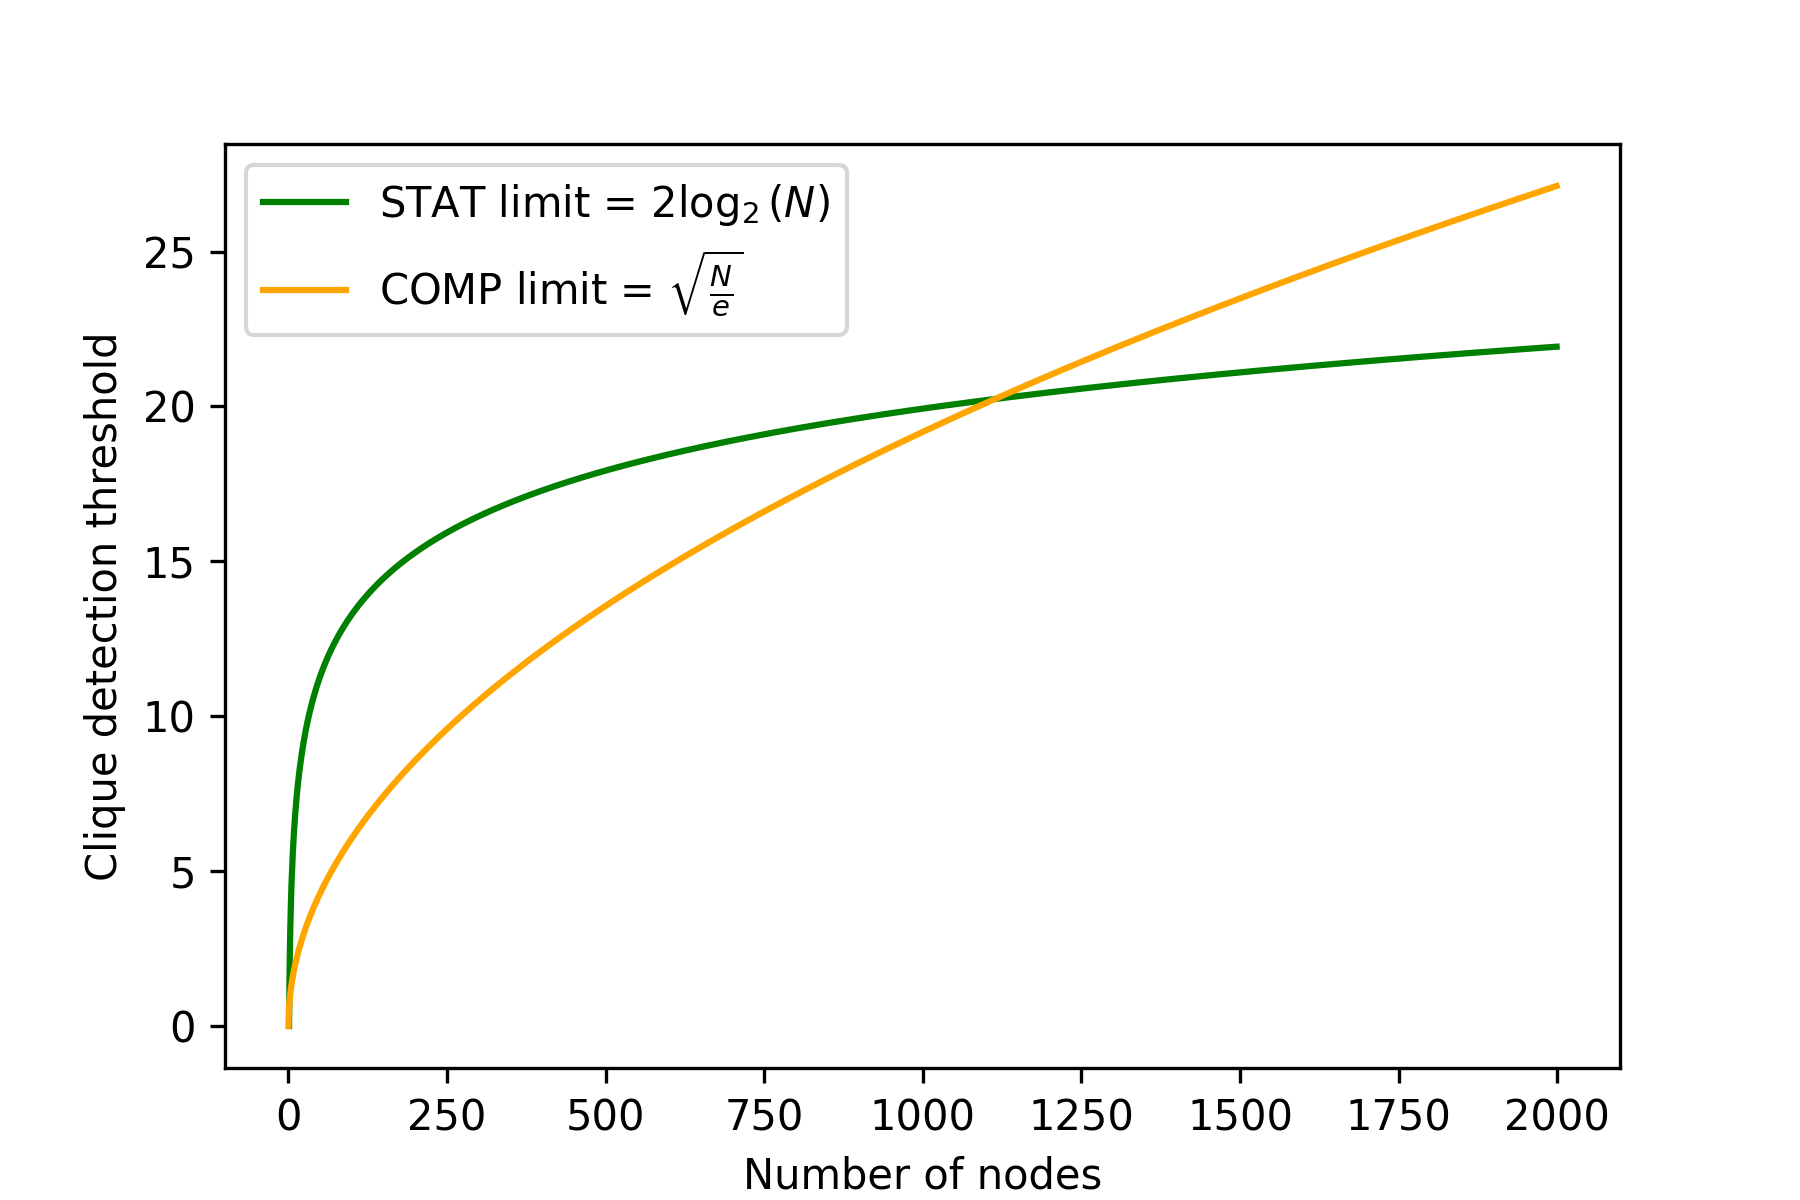 STAT limit = 2log₂(N)
COMP limit = √(N/e)
Clique detection threshold
25
20
15
10
5
0
0 250 500 750 1000 1250 1500 1750 2000
Number of nodes